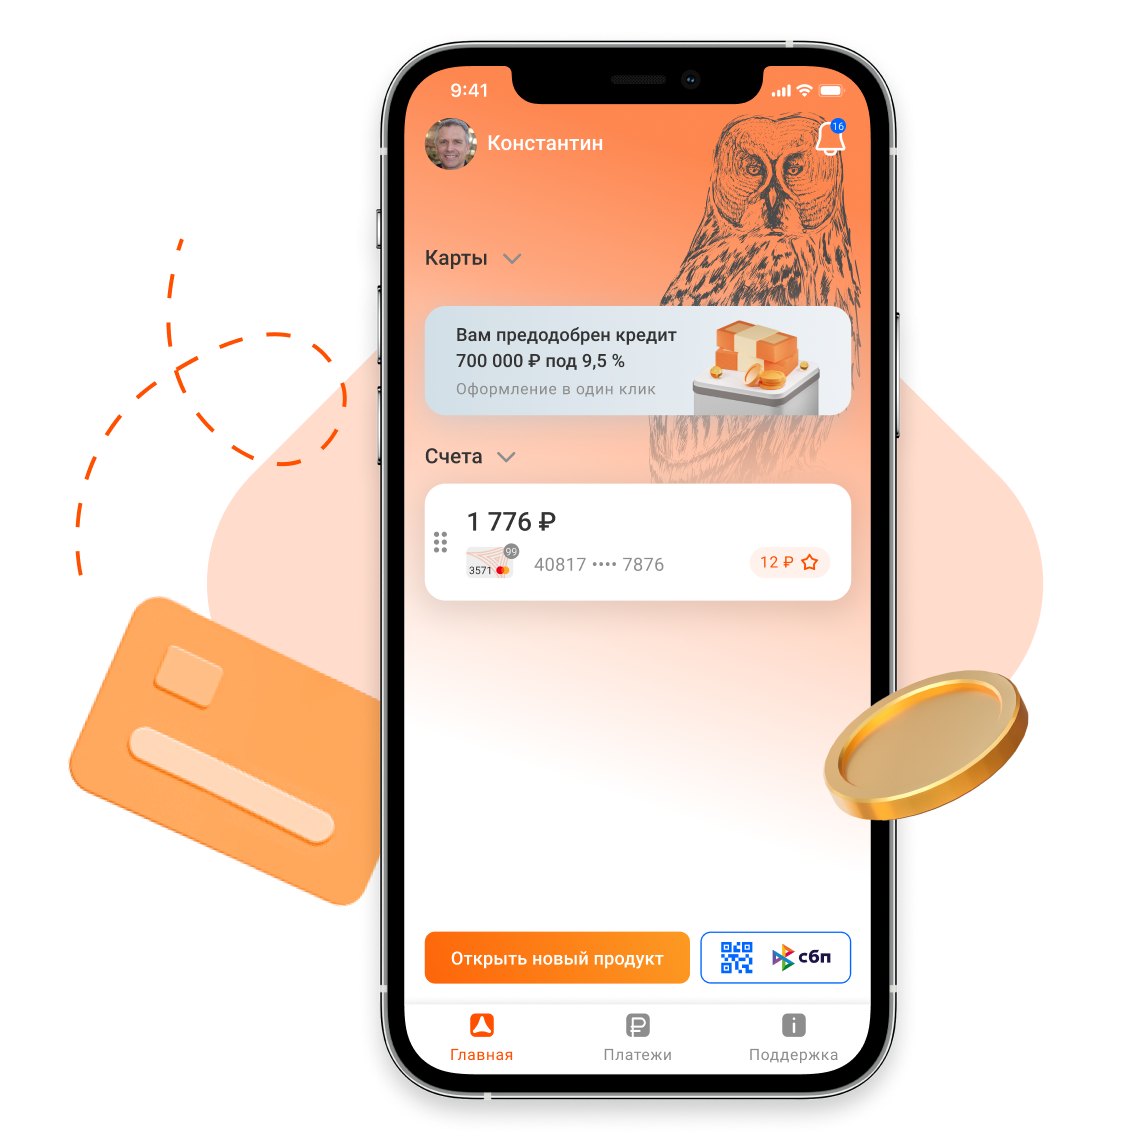 9:41
16
Константин
Карты
Вам предодобрен кредит
700 000 ₽ под 9,5 %
Оформление в один клик
Счета
1 776 ₽
99
3571
40817 •••• 7876
12 ₽
Открыть новый продукт
сбп
Главная
Платежи
Поддержка